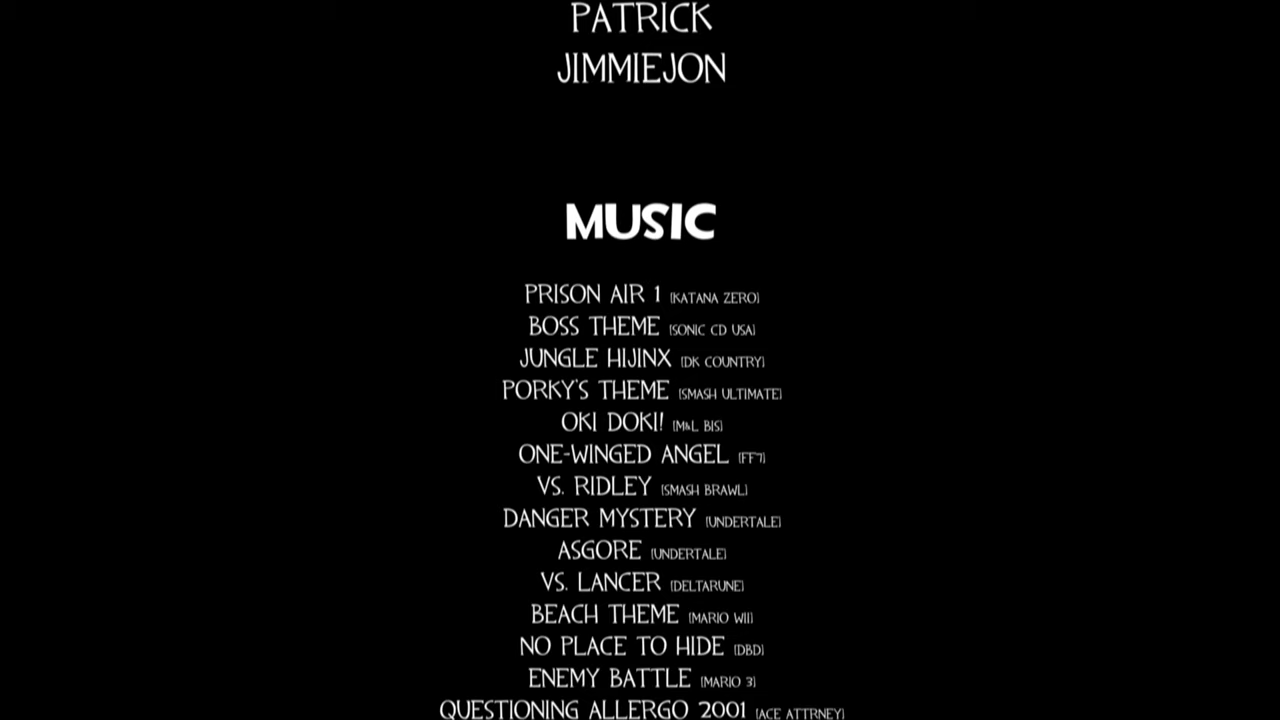 PATRICK
JIMMIEJON
MUSIC
PRISON AIR 1 [KATANA ZERO]
BOSS THEME [SONIC CD USA]
JUNGLE HIJINX [DK COUNTRY]
PORKY'S THEME [SMASH ULTIMATE]
OKI DOKI! [M&L BIS]
ONE-WINGED ANGEL [FF7]
VS. RIDLEY [SMASH BRAWL]
DANGER MYSTERY [UNDERTALE]
ASGORE [UNDERTALE]
VS. LANCER [DELTARUNE]
BEACH THEME [MARIO WII]
NO PLACE TO HIDE [DBD]
ENEMY BATTLE [MARIO 3]
QUESTIONING ALLERGO 2001 [ACE ATTRNEY]